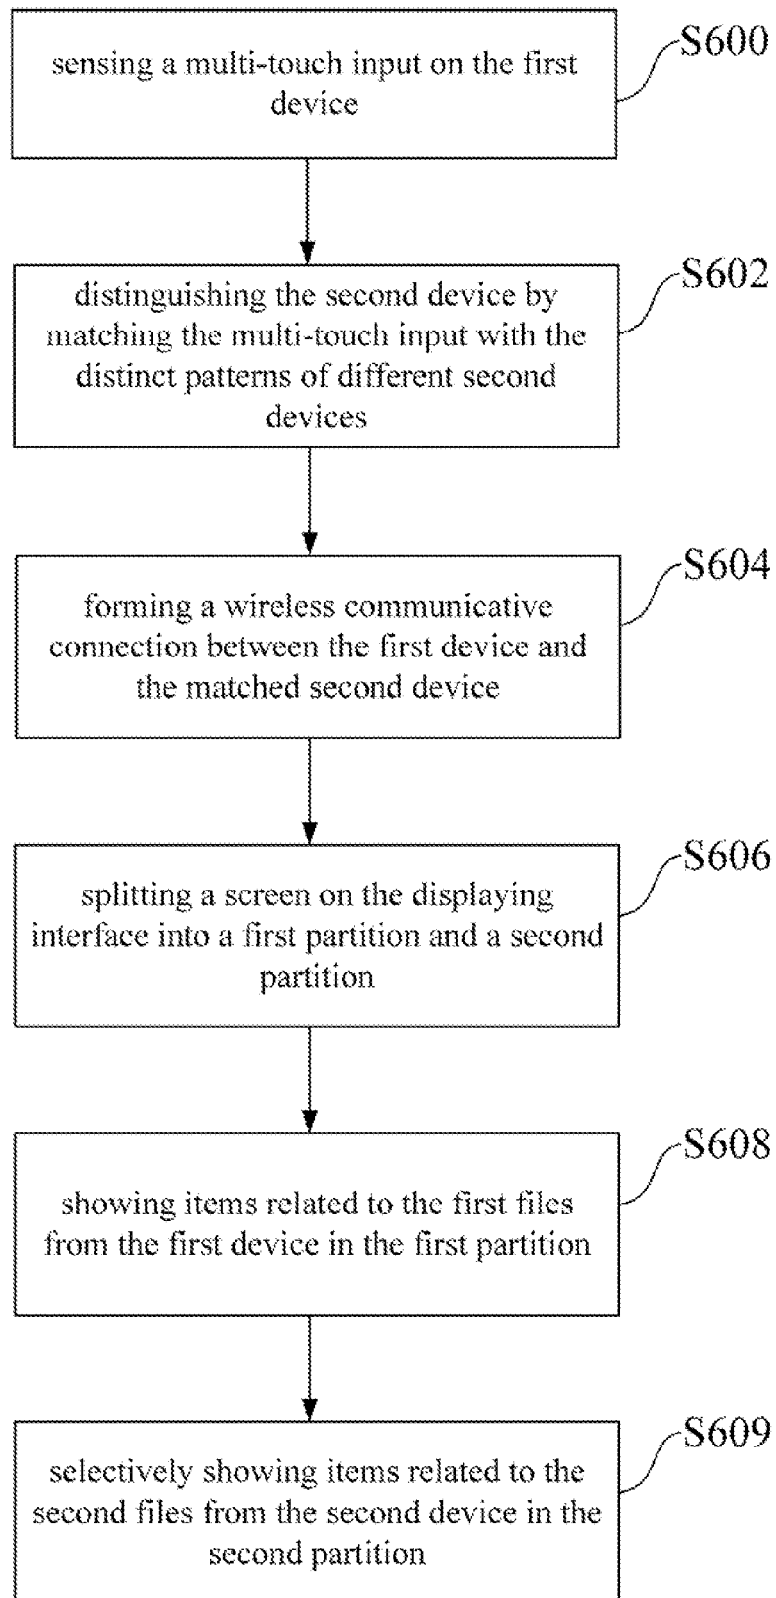 sensing a multi-touch input on the first
device
S600
distinguishing the second device by
matching the multi-touch input with the
distinct patterns of different second
devices
S602
forming a wireless communicative
connection between the first device and
the matched second device
S604
splitting a screen on the displaying
interface into a first partition and a second
partition
S606
showing items related to the first files
from the first device in the first partition
S608
selectively showing items related to the
second files from the second device in the
second partition
S609